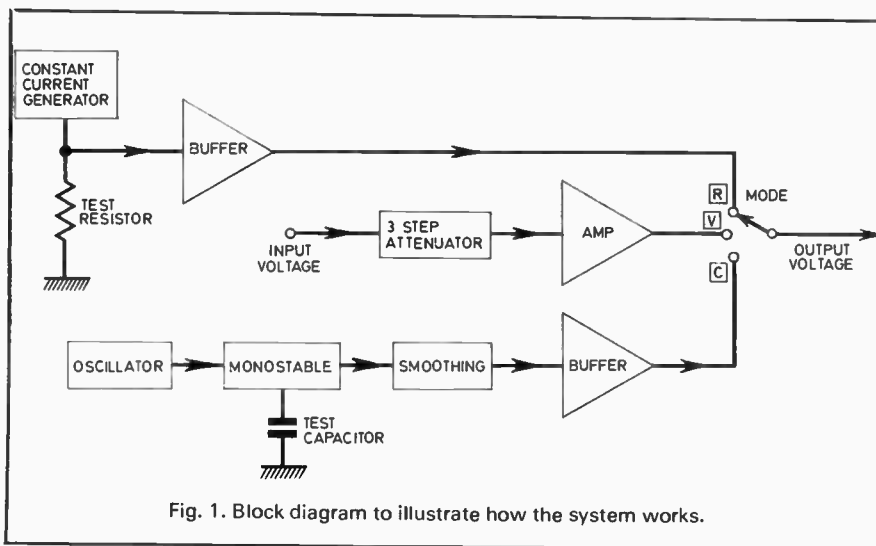 CONSTANT
CURRENT
GENERATOR
BUFFER
TEST
RESISTOR
INPUT
VOLTAGE
3 STEP
ATTENUATOR
AMP
R
MODE
V
C
OUTPUT
VOLTAGE
OSCILLATOR
MONOSTABLE
SMOOTHING
BUFFER
TEST
CAPACITOR
Fig. 1. Block diagram to illustrate how the system works.